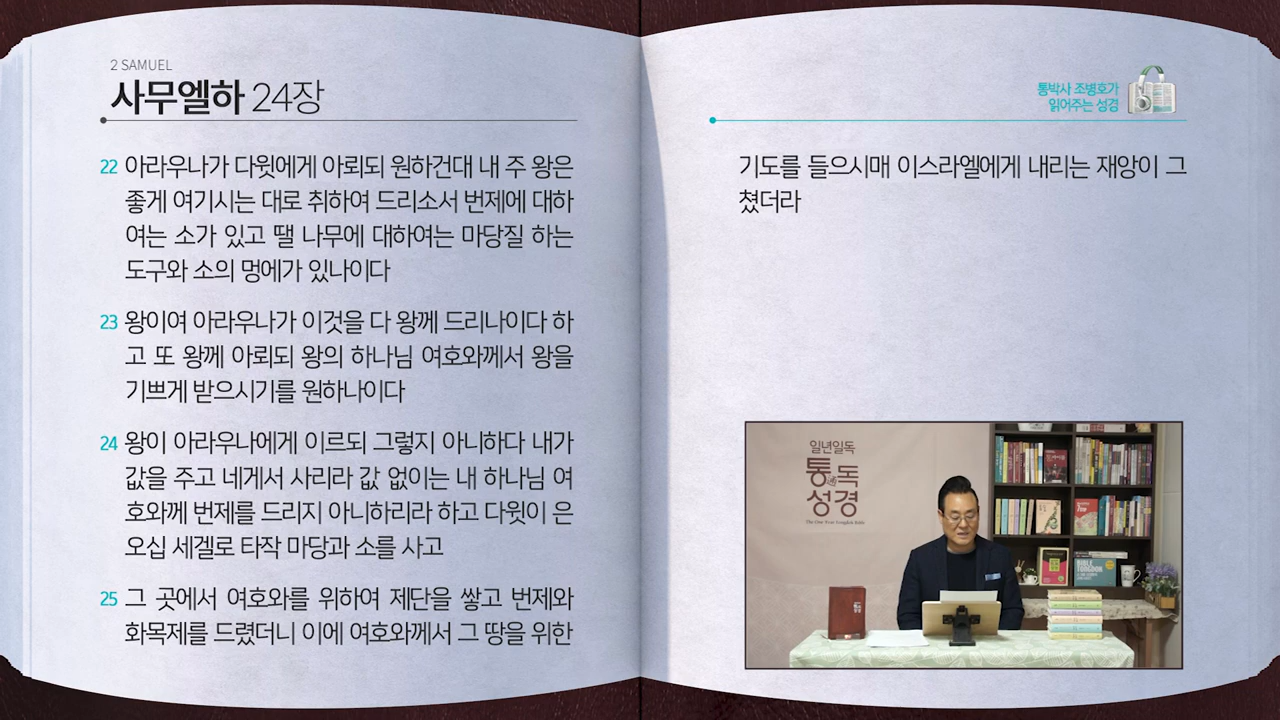 2 SAMUEL
사무엘하 24장
22 아라우나가 다윗에게 아뢰되 원하건대 내 주 왕은
좋게 여기시는 대로 취하여 드리소서 번제에 대하
여는 소가 있고 땔 나무에 대하여는 마당질 하는
도구와 소의 멍에가 있나이다
23 왕이여 아라우나가 이것을 다 왕께 드리나이다 하
고 또 왕께 아뢰되 왕의 하나님 여호와께서 왕을
기쁘게 받으시기를 원하나이다
24 왕이 아라우나에게 이르되 그렇지 아니하다 내가
값을 주고 네게서 사리라 값 없이는 내 하나님 여
호와께 번제를 드리지 아니하리라 하고 다윗이 은
오십 세겔로 타작 마당과 소를 사고
25 그 곳에서 여호와를 위하여 제단을 쌓고 번제와
화목제를 드렸더니 이에 여호와께서 그 땅을 위한
통박사 조병호가
읽어주는 성경
기도를 들으시매 이스라엘에게 내리는 재앙이 그
쳤더라
일년일독
통독
성경
The One Year Tongdok Bible
BIBLE
TONGDOK